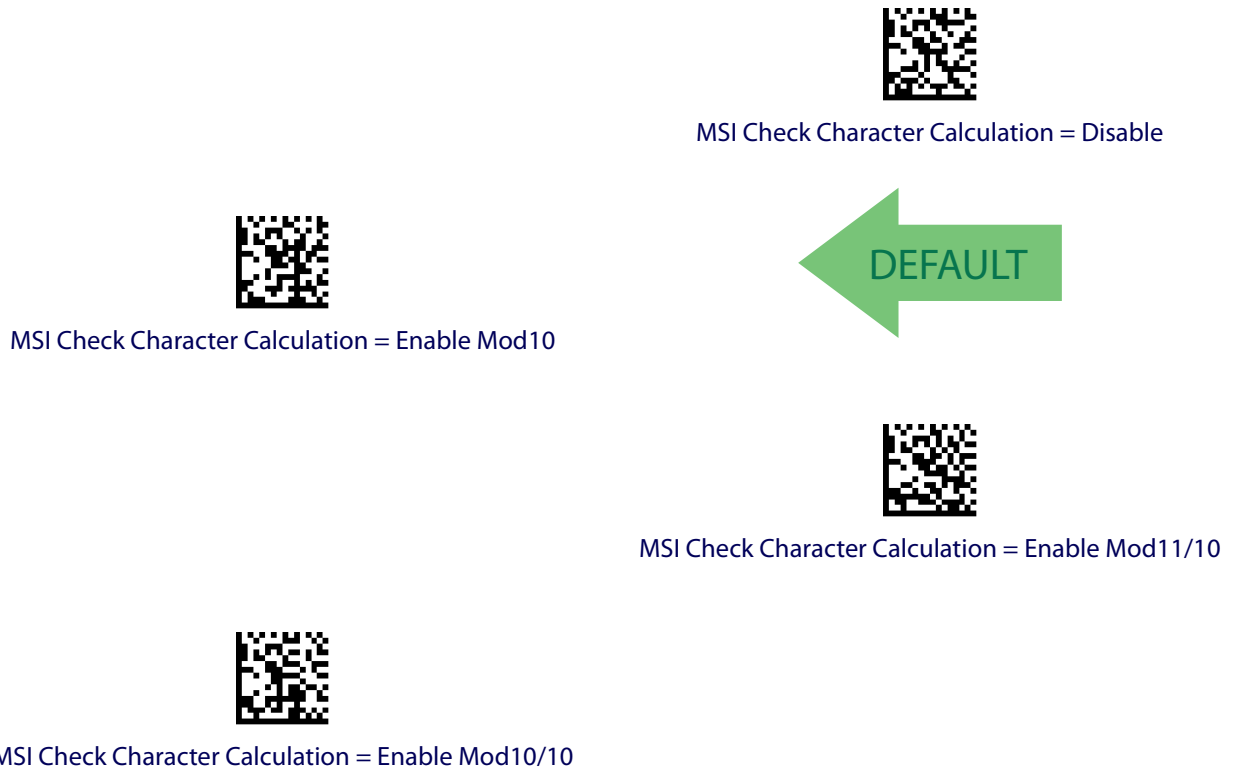 MSI Check Character Calculation = Disable
DEFAULT
MSI Check Character Calculation = Enable Mod10
MSI Check Character Calculation = Enable Mod11/10
MSI Check Character Calculation = Enable Mod10/10